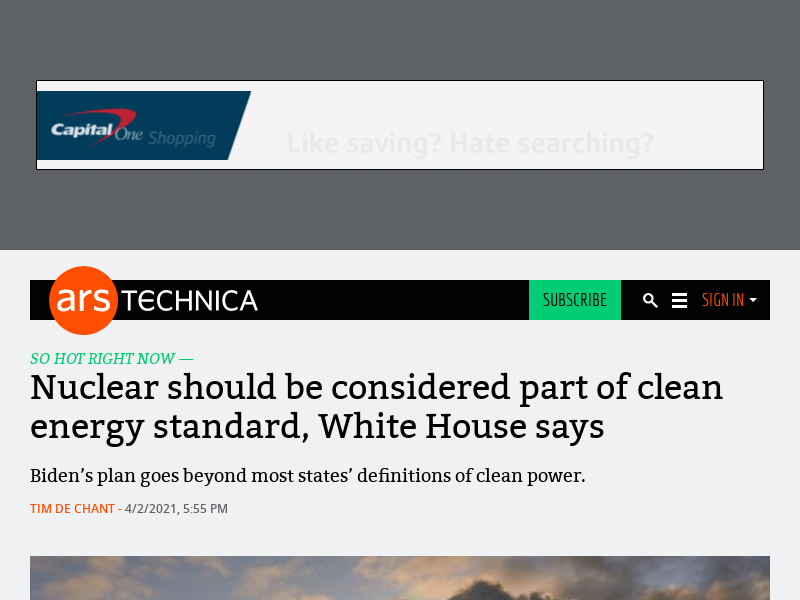 Capital One Shopping
Like saving? Hate searching?
ars TECHNICA
SUBSCRIBE
SIGN IN
SO HOT RIGHT NOW —
Nuclear should be considered part of clean
energy standard, White House says
Biden's plan goes beyond most states' definitions of clean power.
TIM DE CHANT - 4/2/2021, 5:55 PM